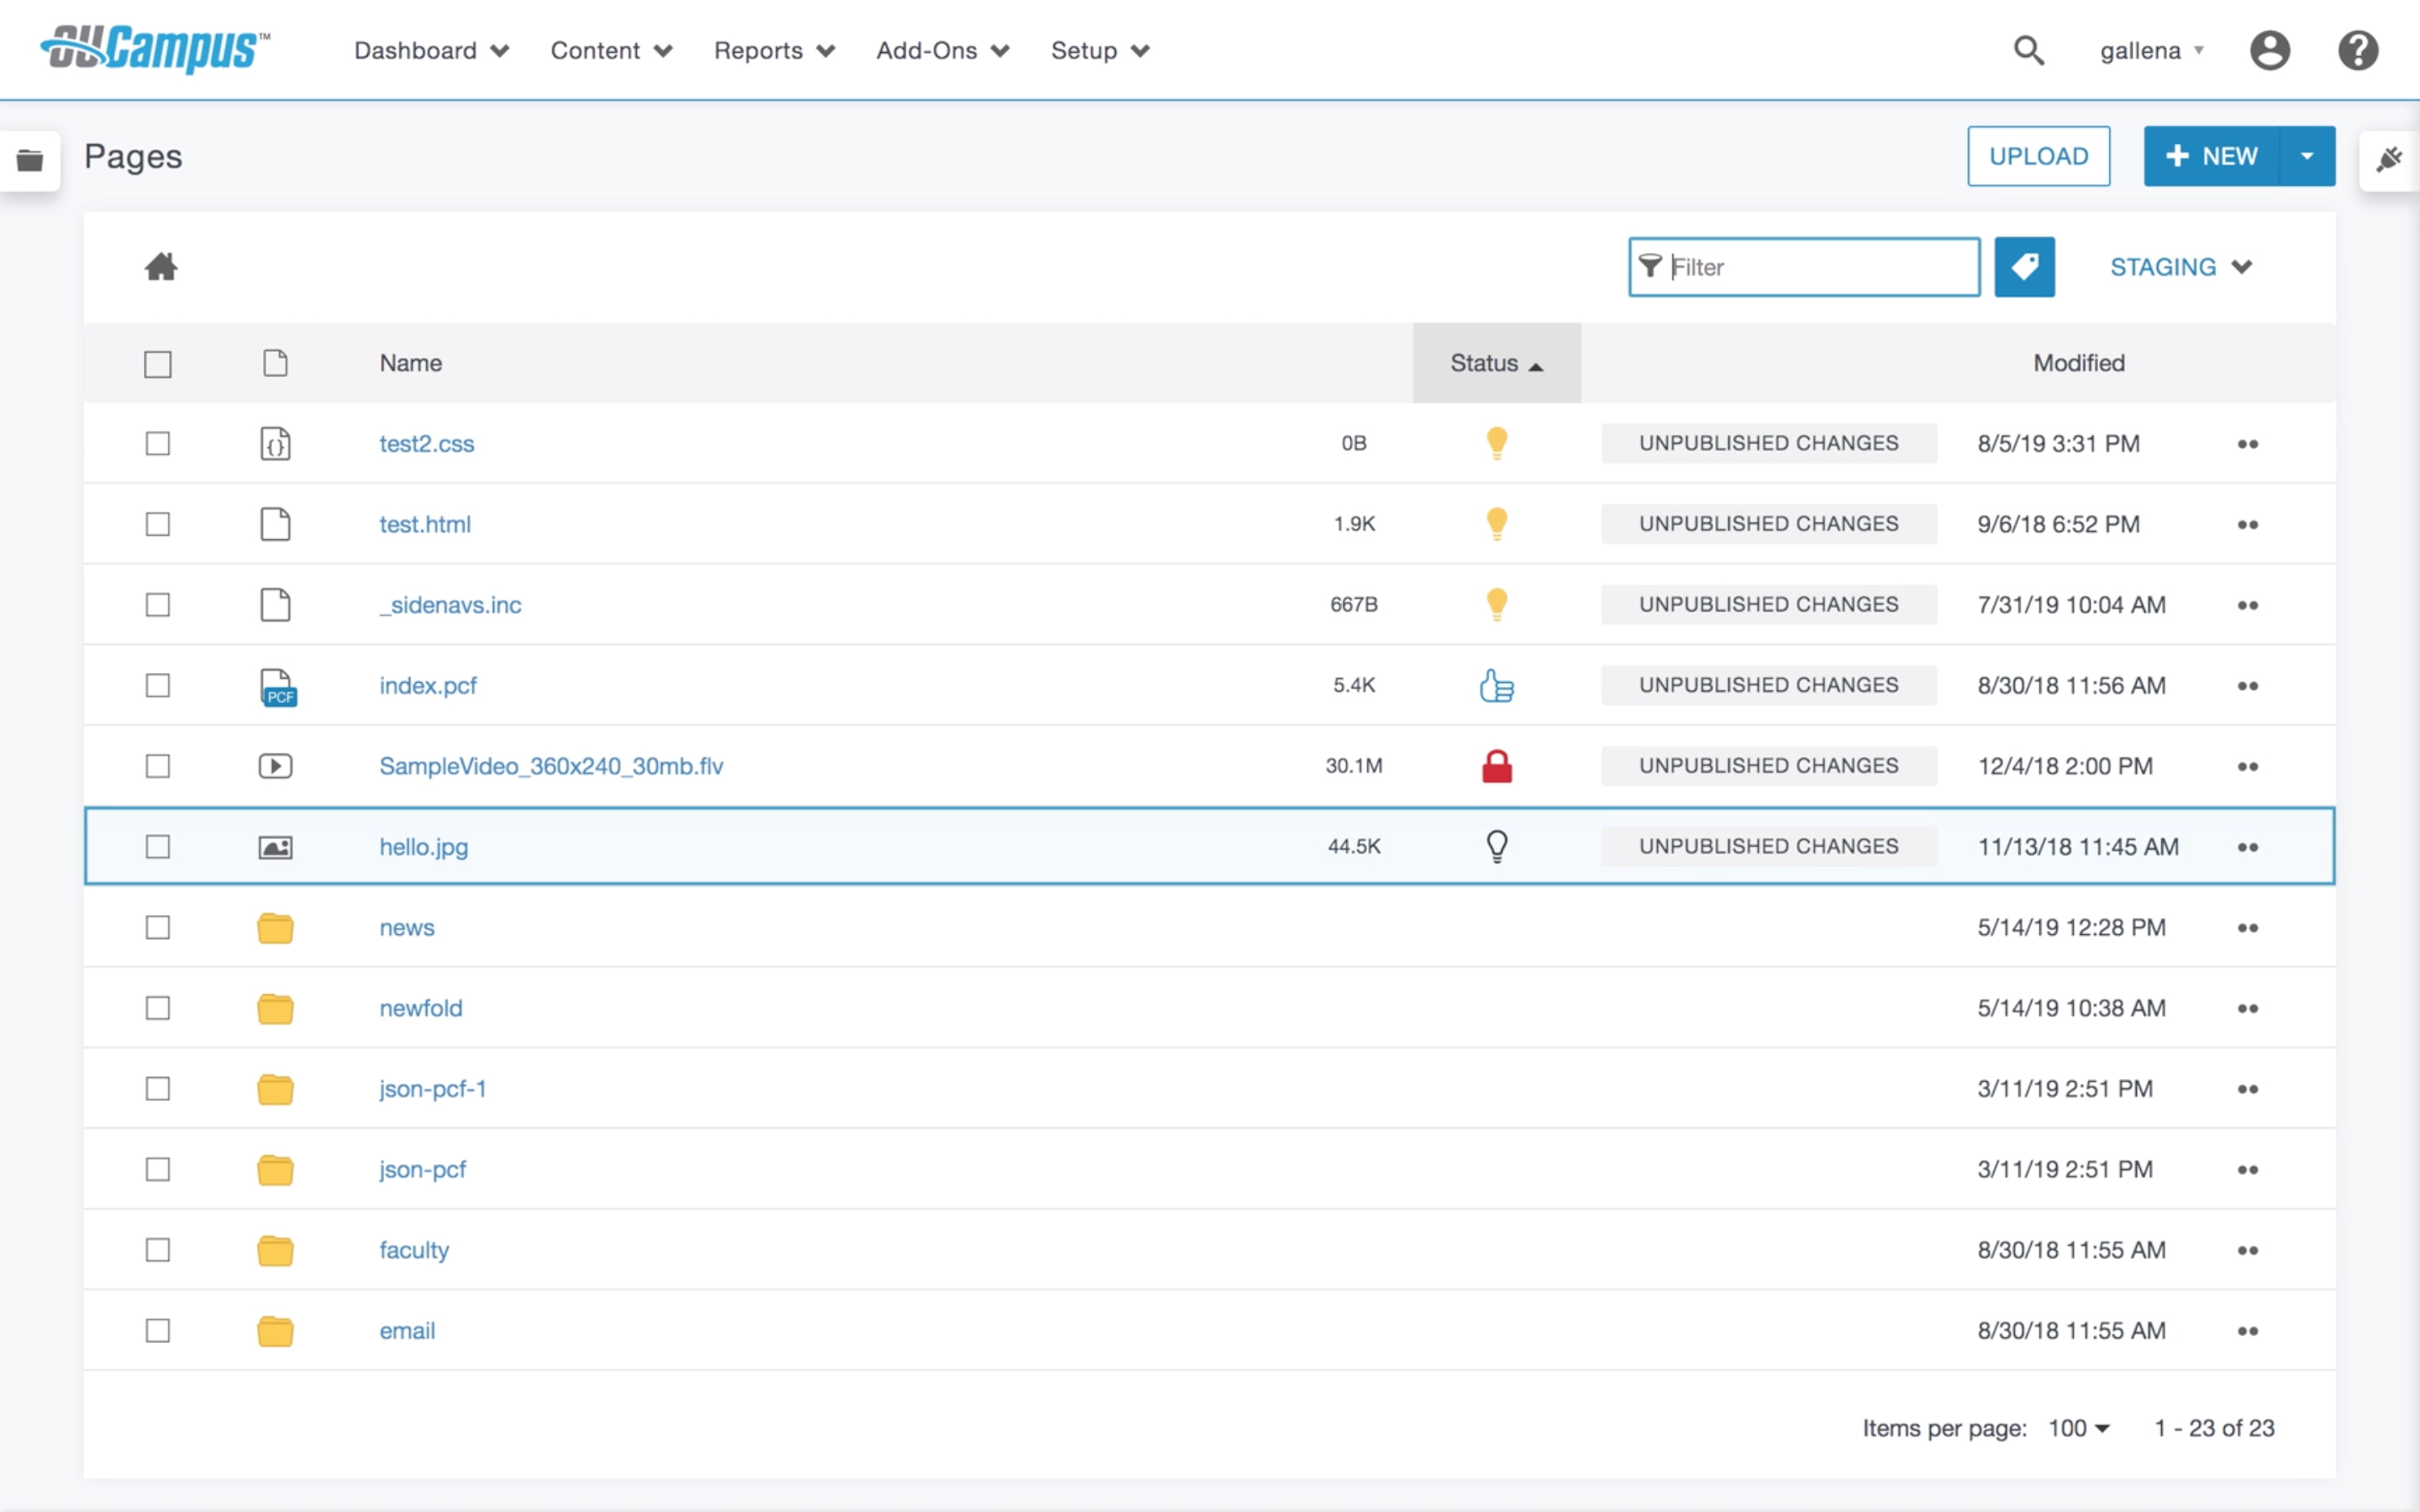 OUCampus™ Dashboard Content Reports Add-Ons Setup gallena
Pages UPLOAD + NEW
Filter STAGING
Name Status Modified
test2.css 0B UNPUBLISHED CHANGES 8/5/19 3:31 PM
test.html 1.9K UNPUBLISHED CHANGES 9/6/18 6:52 PM
_sidenavs.inc 667B UNPUBLISHED CHANGES 7/31/19 10:04 AM
PCF index.pcf 5.4K UNPUBLISHED CHANGES 8/30/18 11:56 AM
SampleVideo_360x240_30mb.flv 30.1M UNPUBLISHED CHANGES 12/4/18 2:00 PM
hello.jpg 44.5K UNPUBLISHED CHANGES 11/13/18 11:45 AM
news 5/14/19 12:28 PM
newfold 5/14/19 10:38 AM
json-pcf-1 3/11/19 2:51 PM
json-pcf 3/11/19 2:51 PM
faculty 8/30/18 11:55 AM
email 8/30/18 11:55 AM
Items per page: 100 1 - 23 of 23